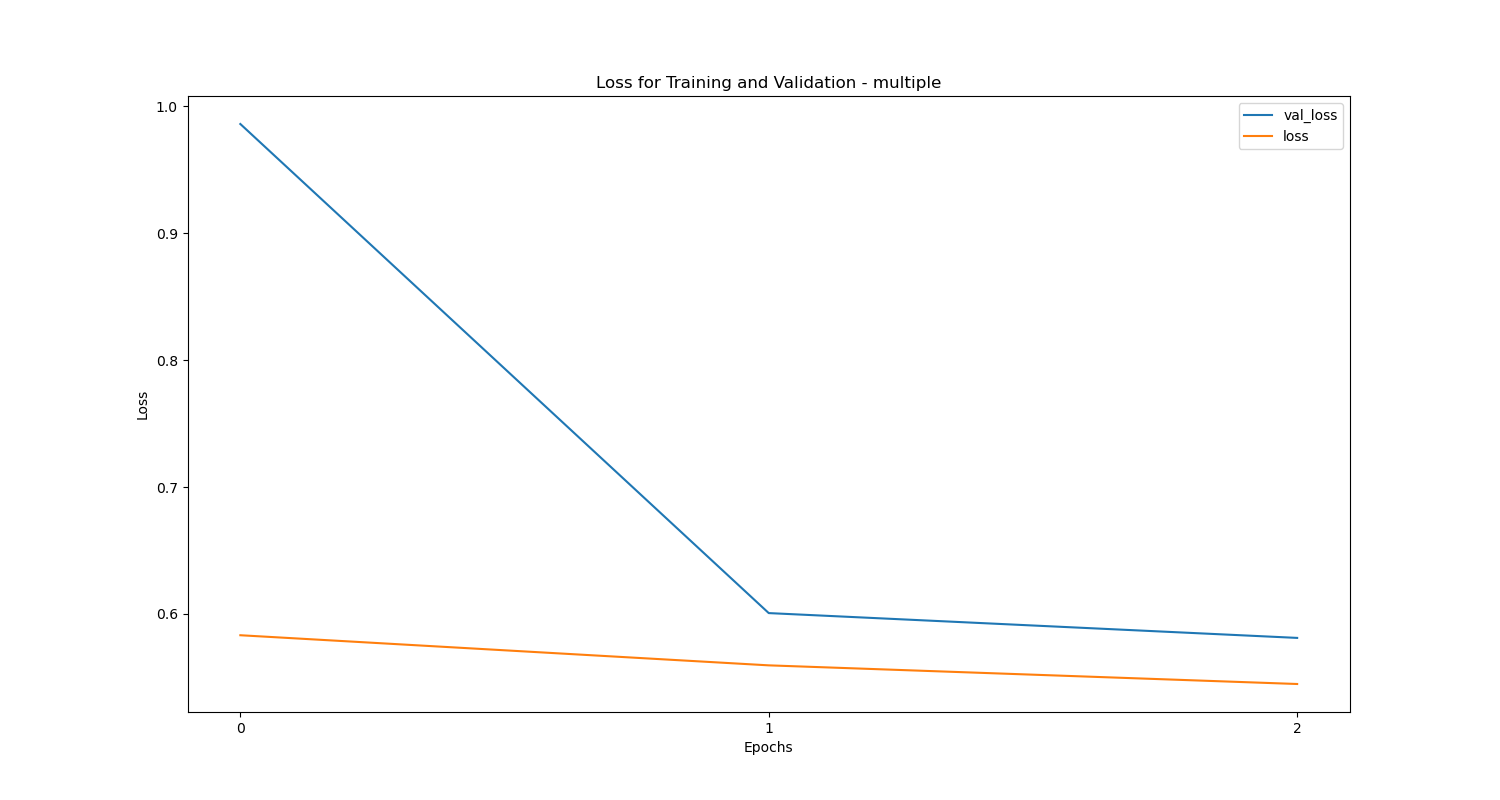 Loss for Training and Validation - multiple
1.0
0.9
0.8
0.7
0.6
Loss
val_loss
loss
0 1 2
Epochs